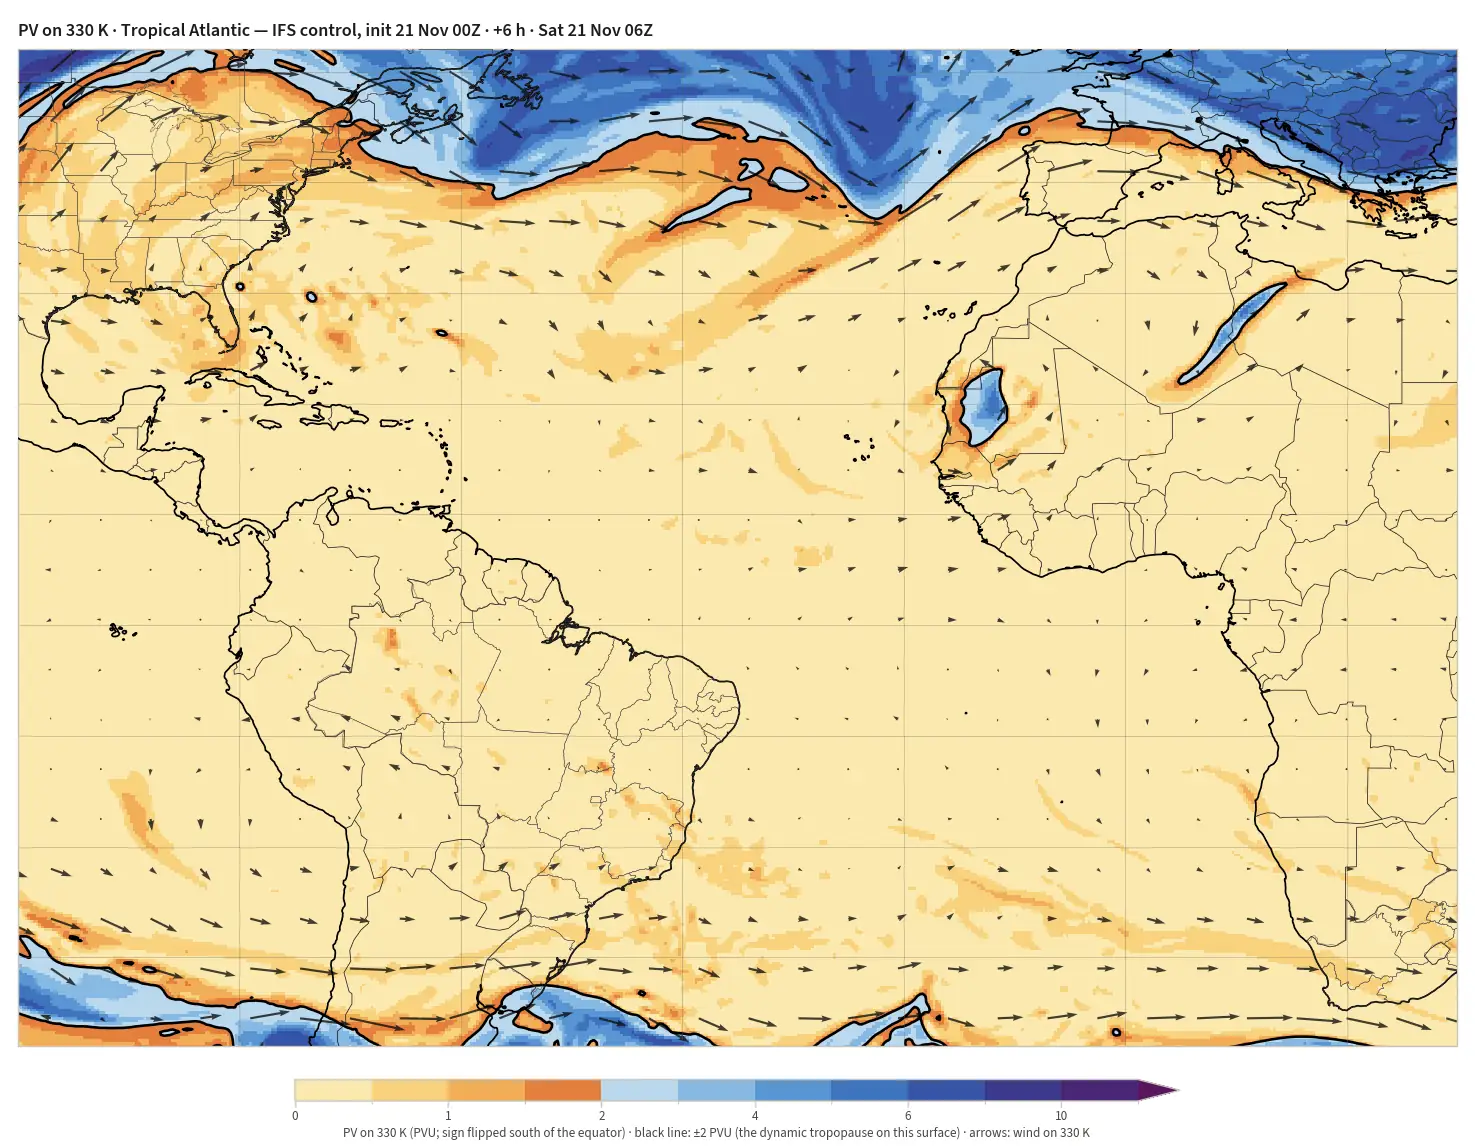 PV on 330 K · Tropical Atlantic — IFS control, init 21 Nov 00Z · +6 h · Sat 21 Nov 06Z
0 1 2 4 6 8 10
PV on 330 K (PVU; sign flipped south of the equator) · black line: ±2 PVU (the dynamic tropopause on this surface) · arrows: wind on 330 K